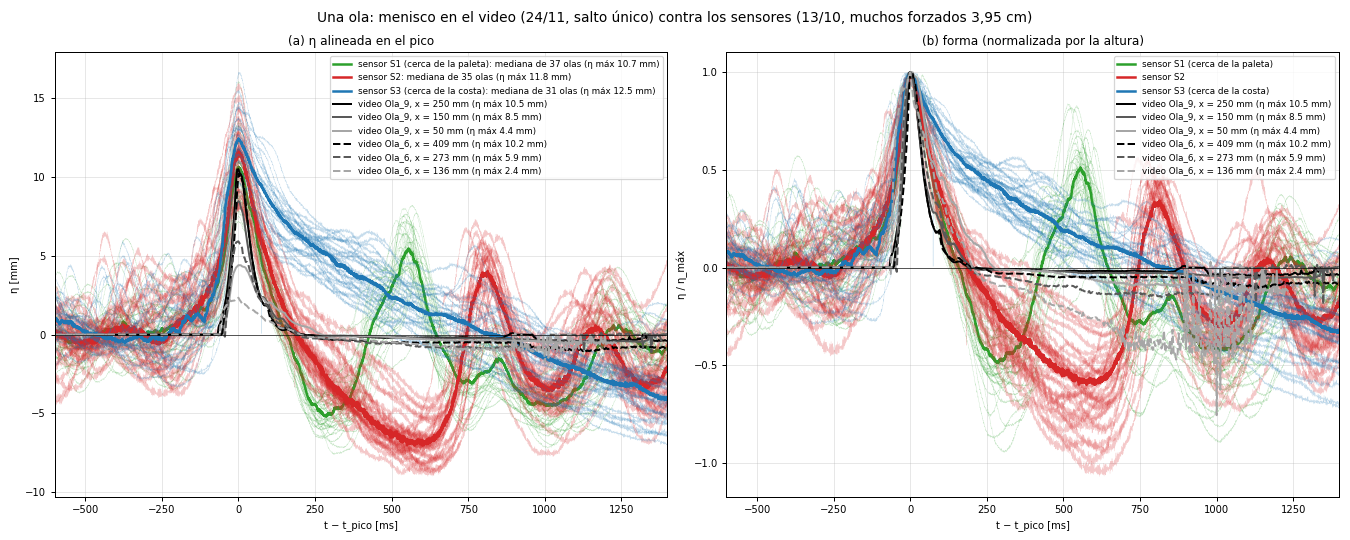 Una ola: menisco en el video (24/11, salto único) contra los sensores (13/10, muchos forzados 3,95 cm)
(a) η alineada en el pico
sensor S1 (cerca de la paleta): mediana de 37 olas (η máx 10.7 mm)
sensor S2: mediana de 35 olas (η máx 11.8 mm)
sensor S3 (cerca de la costa): mediana de 31 olas (η máx 12.5 mm)
video Ola_9, x = 250 mm (η máx 10.5 mm)
video Ola_9, x = 150 mm (η máx 8.5 mm)
video Ola_9, x = 50 mm (η máx 4.4 mm)
video Ola_6, x = 409 mm (η máx 10.2 mm)
video Ola_6, x = 273 mm (η máx 5.9 mm)
video Ola_6, x = 136 mm (η máx 2.4 mm)
η [mm]
15
10
5
0
−5
−10
−500
−250
0
250
500
750
1000
1250
t − t_pico [ms]
(b) forma (normalizada por la altura)
sensor S1 (cerca de la paleta)
sensor S2
sensor S3 (cerca de la costa)
video Ola_9, x = 250 mm (η máx 10.5 mm)
video Ola_9, x = 150 mm (η máx 8.5 mm)
video Ola_9, x = 50 mm (η máx 4.4 mm)
video Ola_6, x = 409 mm (η máx 10.2 mm)
video Ola_6, x = 273 mm (η máx 5.9 mm)
video Ola_6, x = 136 mm (η máx 2.4 mm)
η / η_máx
1.0
0.5
0.0
−0.5
−1.0
−500
−250
0
250
500
750
1000
1250
t − t_pico [ms]